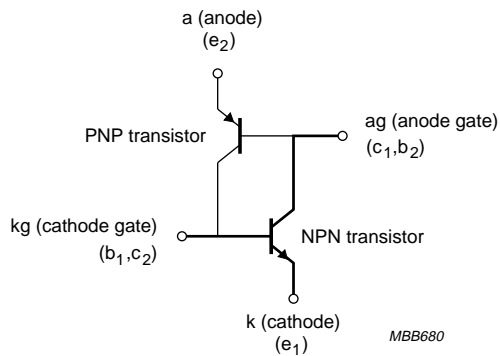 a (anode)
(e2)
PNP transistor
ag (anode gate)
(c1,b2)
kg (cathode gate)
(b1,c2)
NPN transistor
k (cathode)
(e1)
MBB680